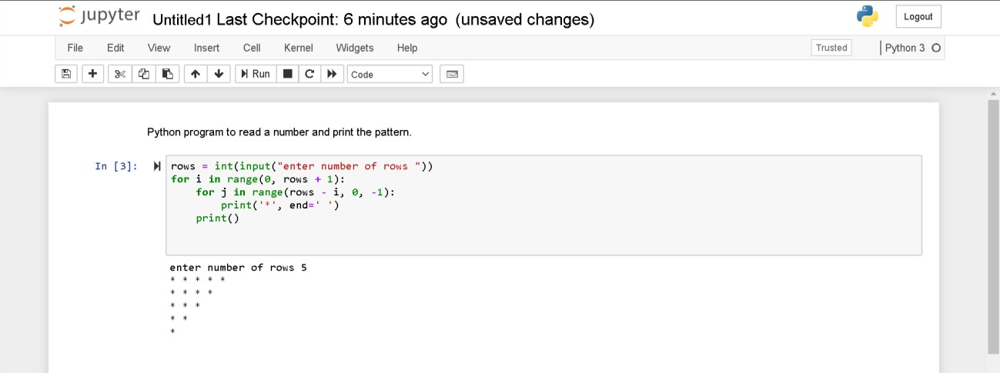 jupyter Untitled1 Last Checkpoint: 6 minutes ago (unsaved changes) Logout
File Edit View Insert Cell Kernel Widgets Help Trusted Python 3
Run Code
Python program to read a number and print the pattern.
In [3]: rows = int(input("enter number of rows "))
for i in range(0, rows + 1):
    for j in range(rows - i, 0, -1):
        print('*', end=' ')
    print()
enter number of rows 5
* * * * *
* * * *
* * *
* *
*